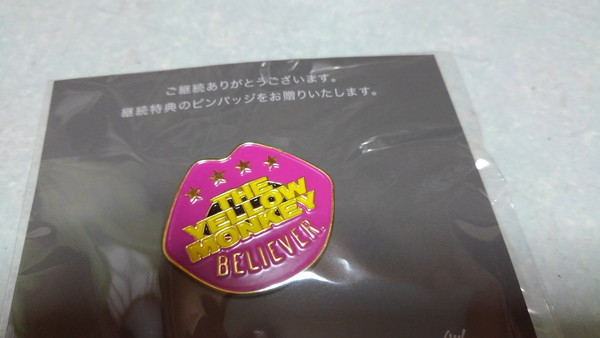 ご継続ありがとうございます。
継続特典のピンバッジをお贈りいたします。
THE
YELLOW
MONKEY
BELIEVER.